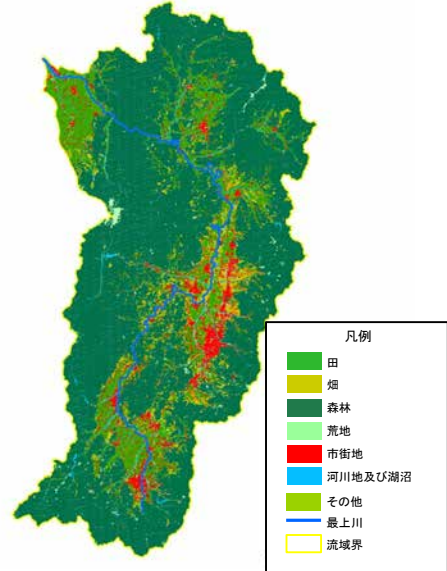 凡例
田
畑
森林
荒地
市街地
河川地及び湖沼
その他
最上川
流域界